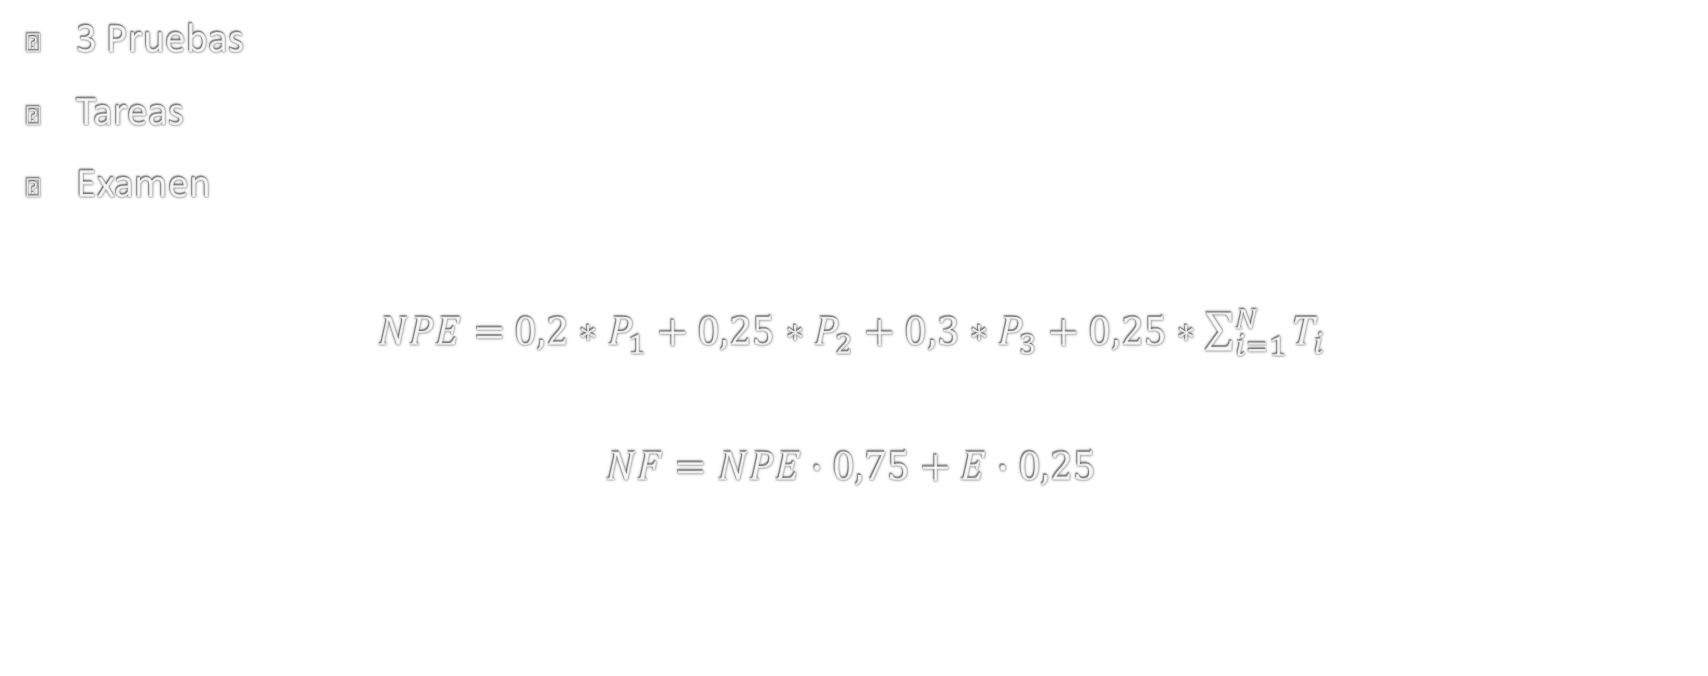 3 Pruebas
Tareas
Examen
NPE = 0,2 * P₁ + 0,25 * P₂ + 0,3 * P₃ + 0,25 * ∑ᵢ₌₁ᴺ Tᵢ
NF = NPE · 0,75 + E · 0,25